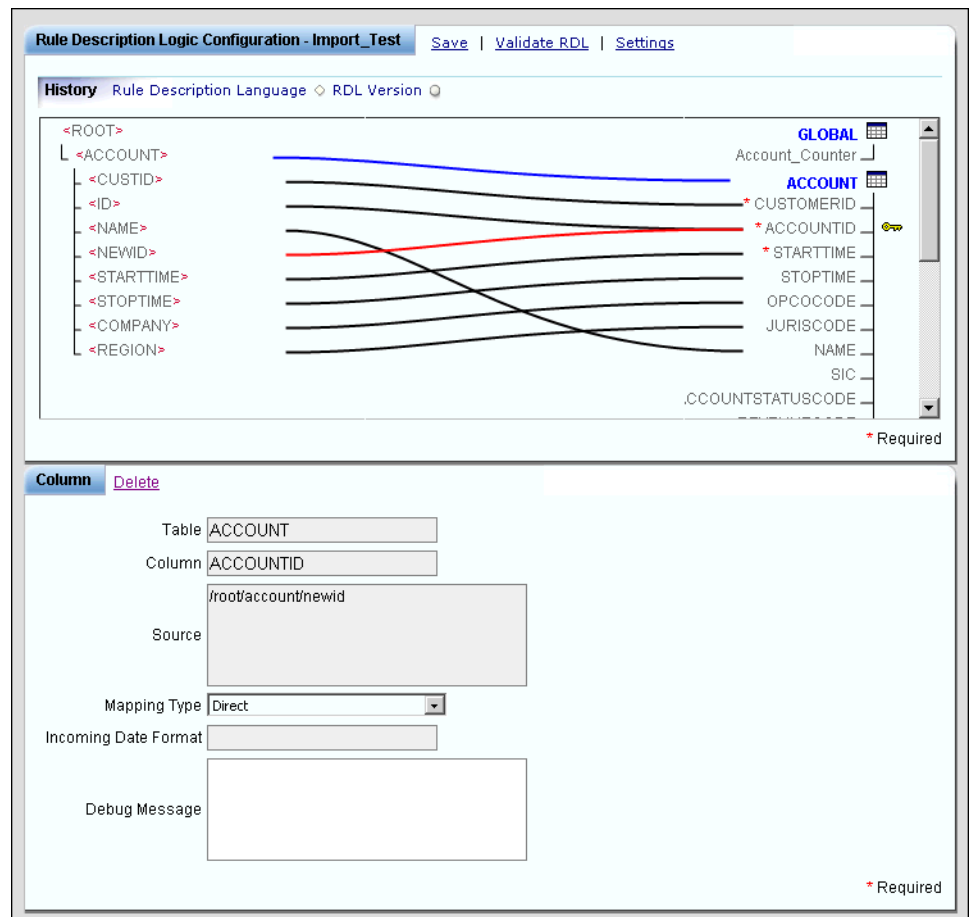 Rule Description Logic Configuration - Import_Test Save | Validate RDL | Settings
History Rule Description Language RDL Version
<ROOT> GLOBAL
<ACCOUNT> Account_Counter
ACCOUNT
<CUSTID> * CUSTOMERID
<ID> * ACCOUNTID
<NAME> * STARTTIME
<NEWID> STOPTIME
<STARTTIME> OPCOCODE
<STOPTIME> JURISCODE
<COMPANY> NAME
<REGION> SIC
.CCOUNTSTATUSCODE
* Required
Column Delete
Table ACCOUNT
Column ACCOUNTID
Source /root/account/newid
Mapping Type Direct
Incoming Date Format
Debug Message
* Required